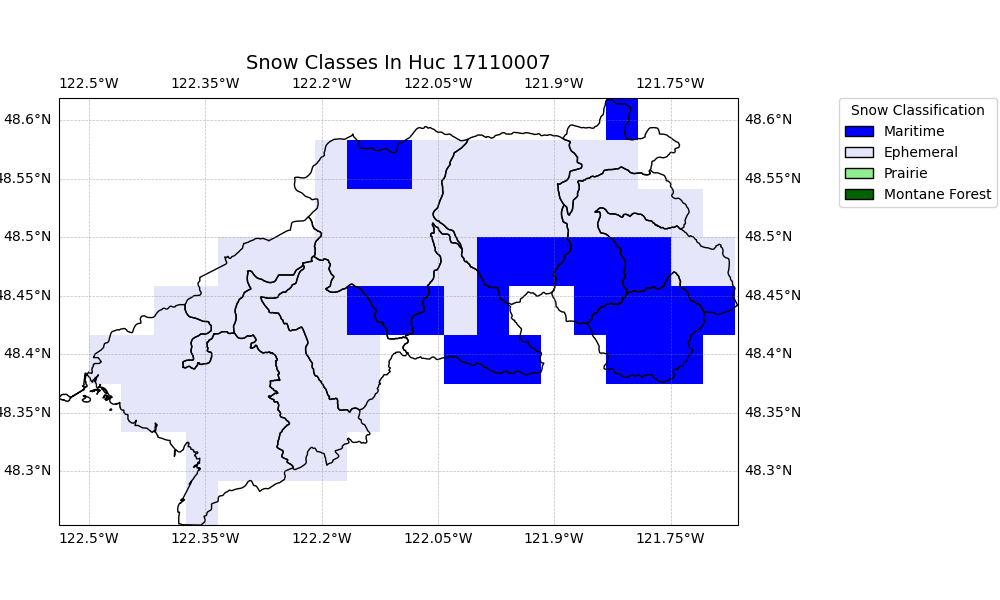 Snow Classes In Huc 17110007
122.5°W 122.35°W 122.2°W 122.05°W 121.9°W 121.75°W
48.6°N 48.6°N
48.55°N 48.55°N
48.5°N 48.5°N
48.45°N 48.45°N
48.4°N 48.4°N
48.35°N 48.35°N
48.3°N 48.3°N
122.5°W 122.35°W 122.2°W 122.05°W 121.9°W 121.75°W
Snow Classification
Maritime
Ephemeral
Prairie
Montane Forest